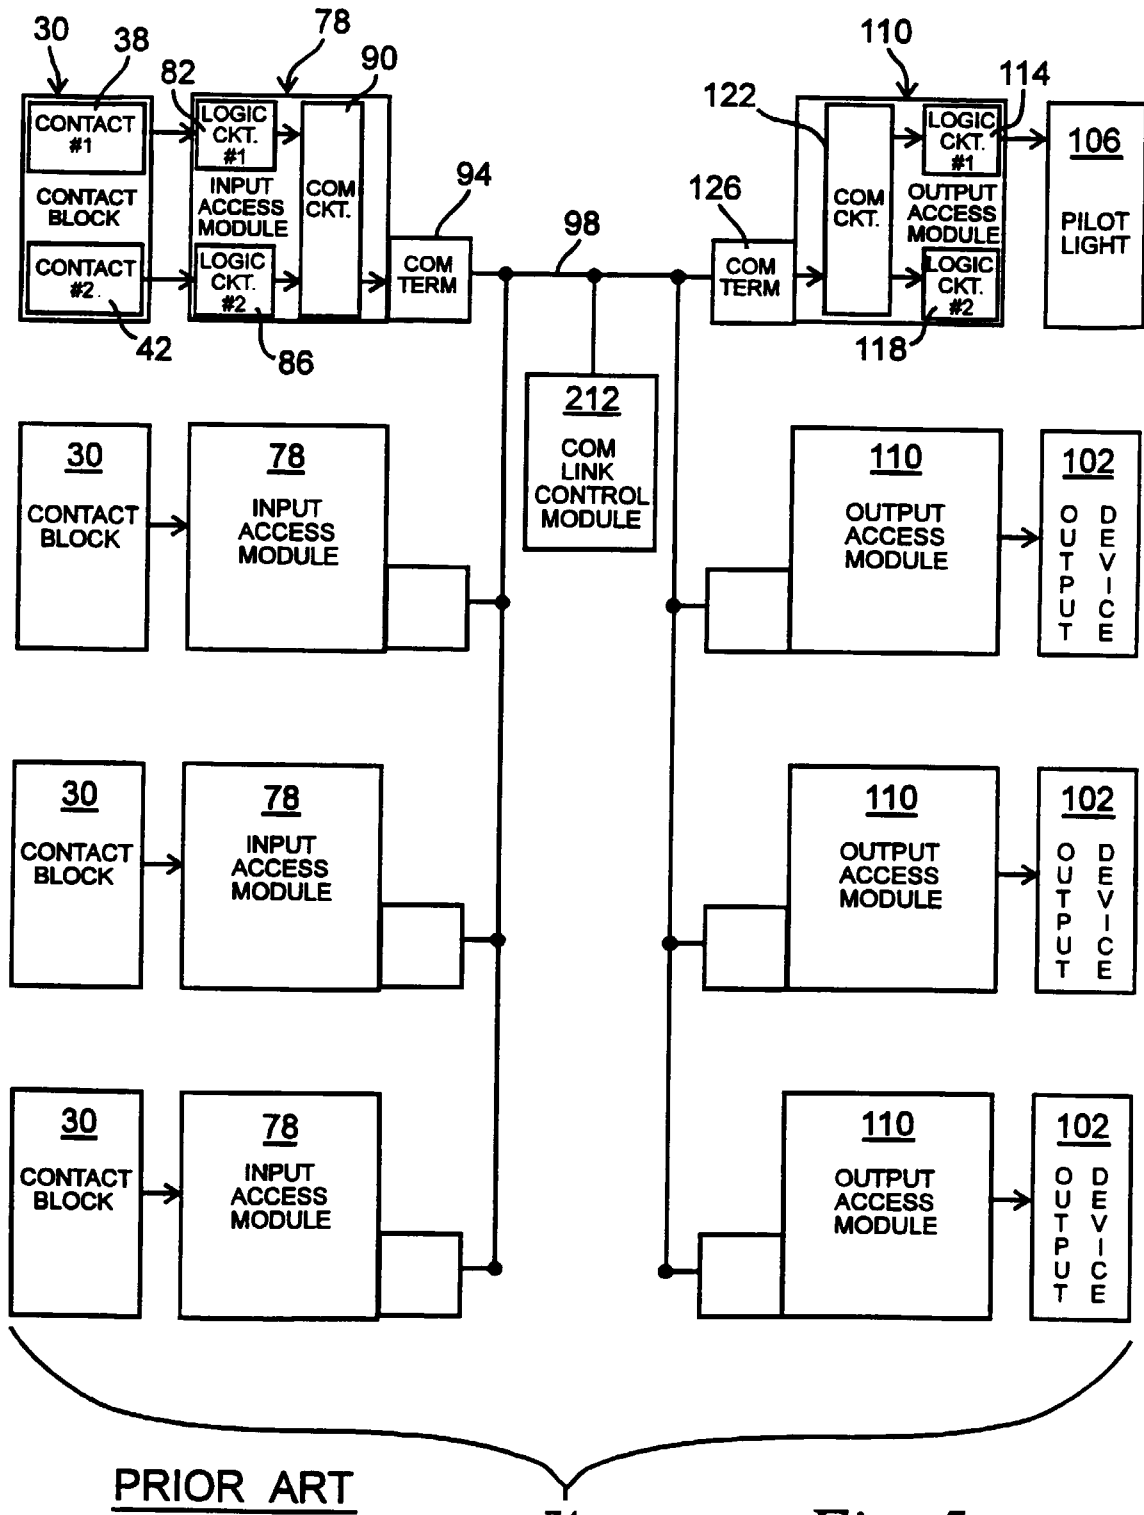 30
38
78
82
90
CONTACT
#1
CONTACT
BLOCK
CONTACT
#2.
42
LOGIC
CKT.
#1
INPUT
ACCESS
MODULE
LOGIC
CKT.
#2
86
COM
CKT.
94
COM
TERM
98
110
122
114
126
COM
TERM
COM
CKT.
LOGIC
CKT.
#1
OUTPUT
ACCESS
MODULE
LOGIC
CKT.
#2
118
106
PILOT
LIGHT
212
COM
LINK
CONTROL
MODULE
30
CONTACT
BLOCK
78
INPUT
ACCESS
MODULE
110
OUTPUT
ACCESS
MODULE
102
OUTPUT
DEVICE
30
CONTACT
BLOCK
78
INPUT
ACCESS
MODULE
110
OUTPUT
ACCESS
MODULE
102
OUTPUT
DEVICE
30
CONTACT
BLOCK
78
INPUT
ACCESS
MODULE
110
OUTPUT
ACCESS
MODULE
102
OUTPUT
DEVICE
PRIOR ART